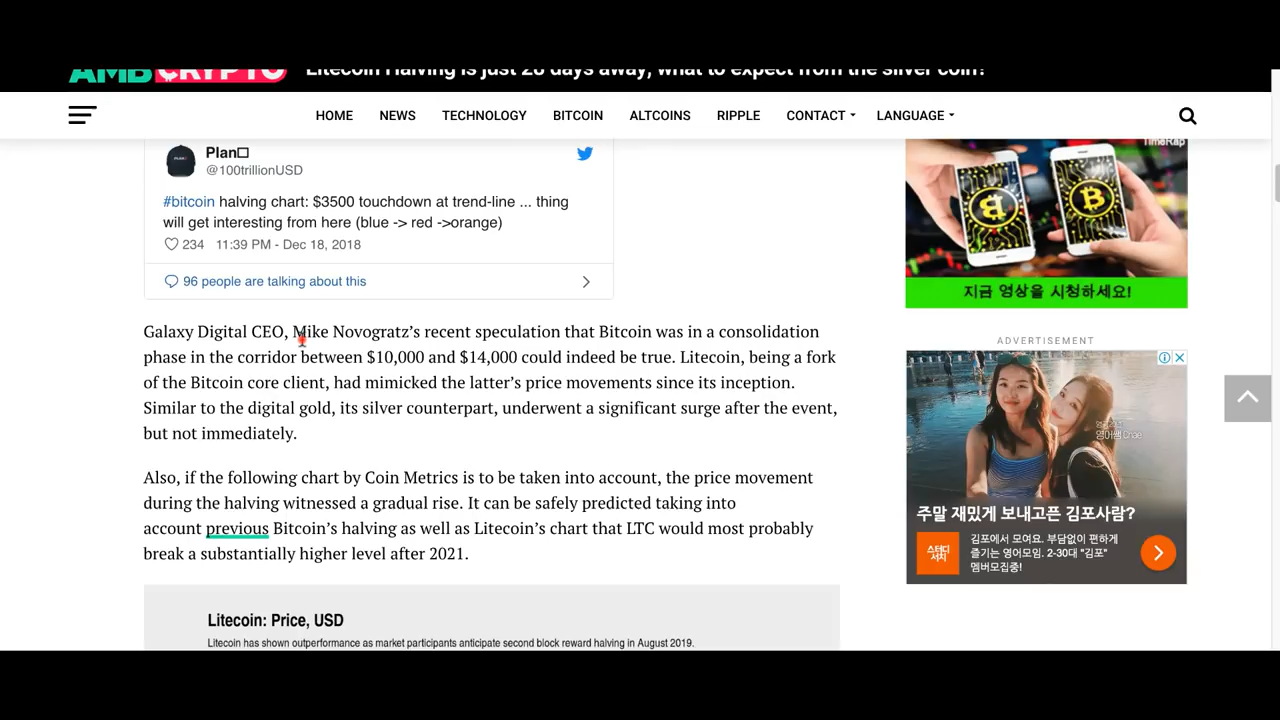 AMBCRYPTO
Litecoin Halving is just 28 days away, what to expect from the silver coin?
HOME NEWS TECHNOLOGY BITCOIN ALTCOINS RIPPLE CONTACT LANGUAGE
Plan□
@100trillionUSD
#bitcoin halving chart: $3500 touchdown at trend-line ... thing
will get interesting from here (blue -> red ->orange)
234 11:39 PM - Dec 18, 2018
96 people are talking about this
Galaxy Digital CEO, Mike Novogratz’s recent speculation that Bitcoin was in a consolidation
phase in the corridor between $10,000 and $14,000 could indeed be true. Litecoin, being a fork
of the Bitcoin core client, had mimicked the latter’s price movements since its inception.
Similar to the digital gold, its silver counterpart, underwent a significant surge after the event,
but not immediately.
Also, if the following chart by Coin Metrics is to be taken into account, the price movement
during the halving witnessed a gradual rise. It can be safely predicted taking into
account previous Bitcoin’s halving as well as Litecoin’s chart that LTC would most probably
break a substantially higher level after 2021.
Litecoin: Price, USD
Litecoin has shown outperformance as market participants anticipate second block reward halving in August 2019.
TimeRap
지금 영상을 시청하세요!
ADVERTISEMENT
영어쌤 Chae
주말 재밌게 보내고픈 김포사람?
스터디
서치
김포에서 모여요. 부담없이 편하게
즐기는 영어모임. 2-30대 "김포"
멤버모집중!